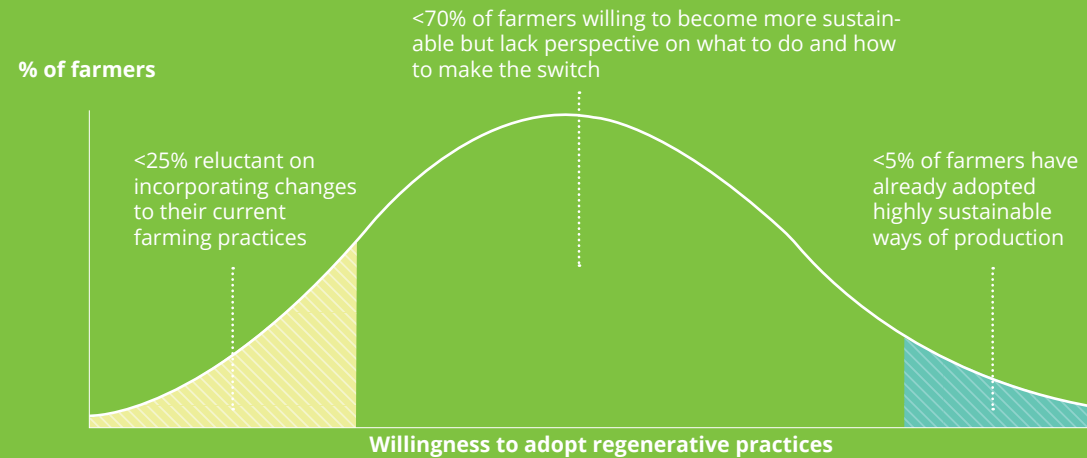 <70% of farmers willing to become more sustain-
able but lack perspective on what to do and how
to make the switch
% of farmers
<25% reluctant on
incorporating changes
to their current
farming practices
<5% of farmers have
already adopted
highly sustainable
ways of production
Willingness to adopt regenerative practices